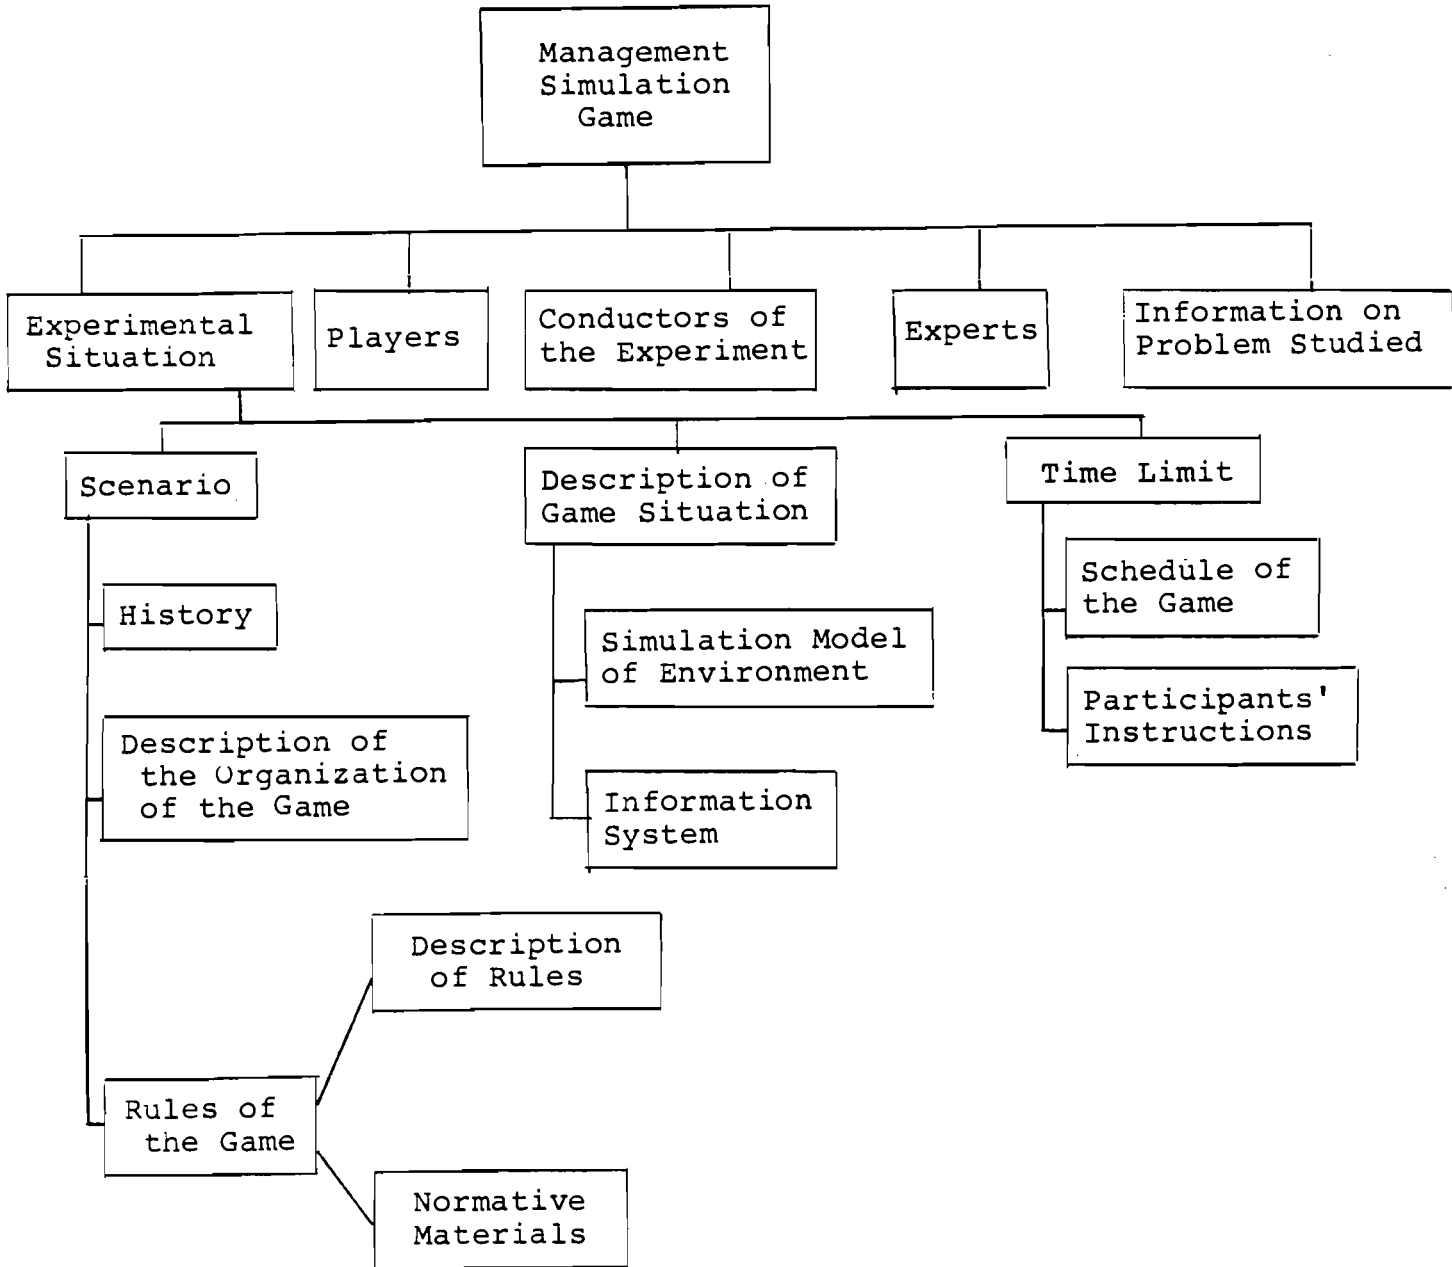 Management
Simulation
Game
Experimental
Situation
Players
Conductors of
the Experiment
Experts
Information on
Problem Studied
Scenario
Description of
Game Situation
Time Limit
History
Schedule of
the Game
Simulation Model
of Environment
Participants'
Instructions
Description of
the Organization
of the Game
Information
System
Description
of Rules
Rules of
the Game
Normative
Materials